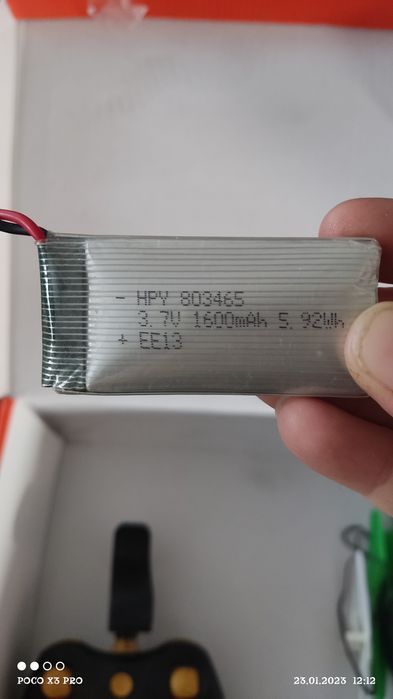 - HPY 803465
3.7V 1600mAh 5.92Wh
+ EE13
POCO X3 PRO
23.01.2023 12:12